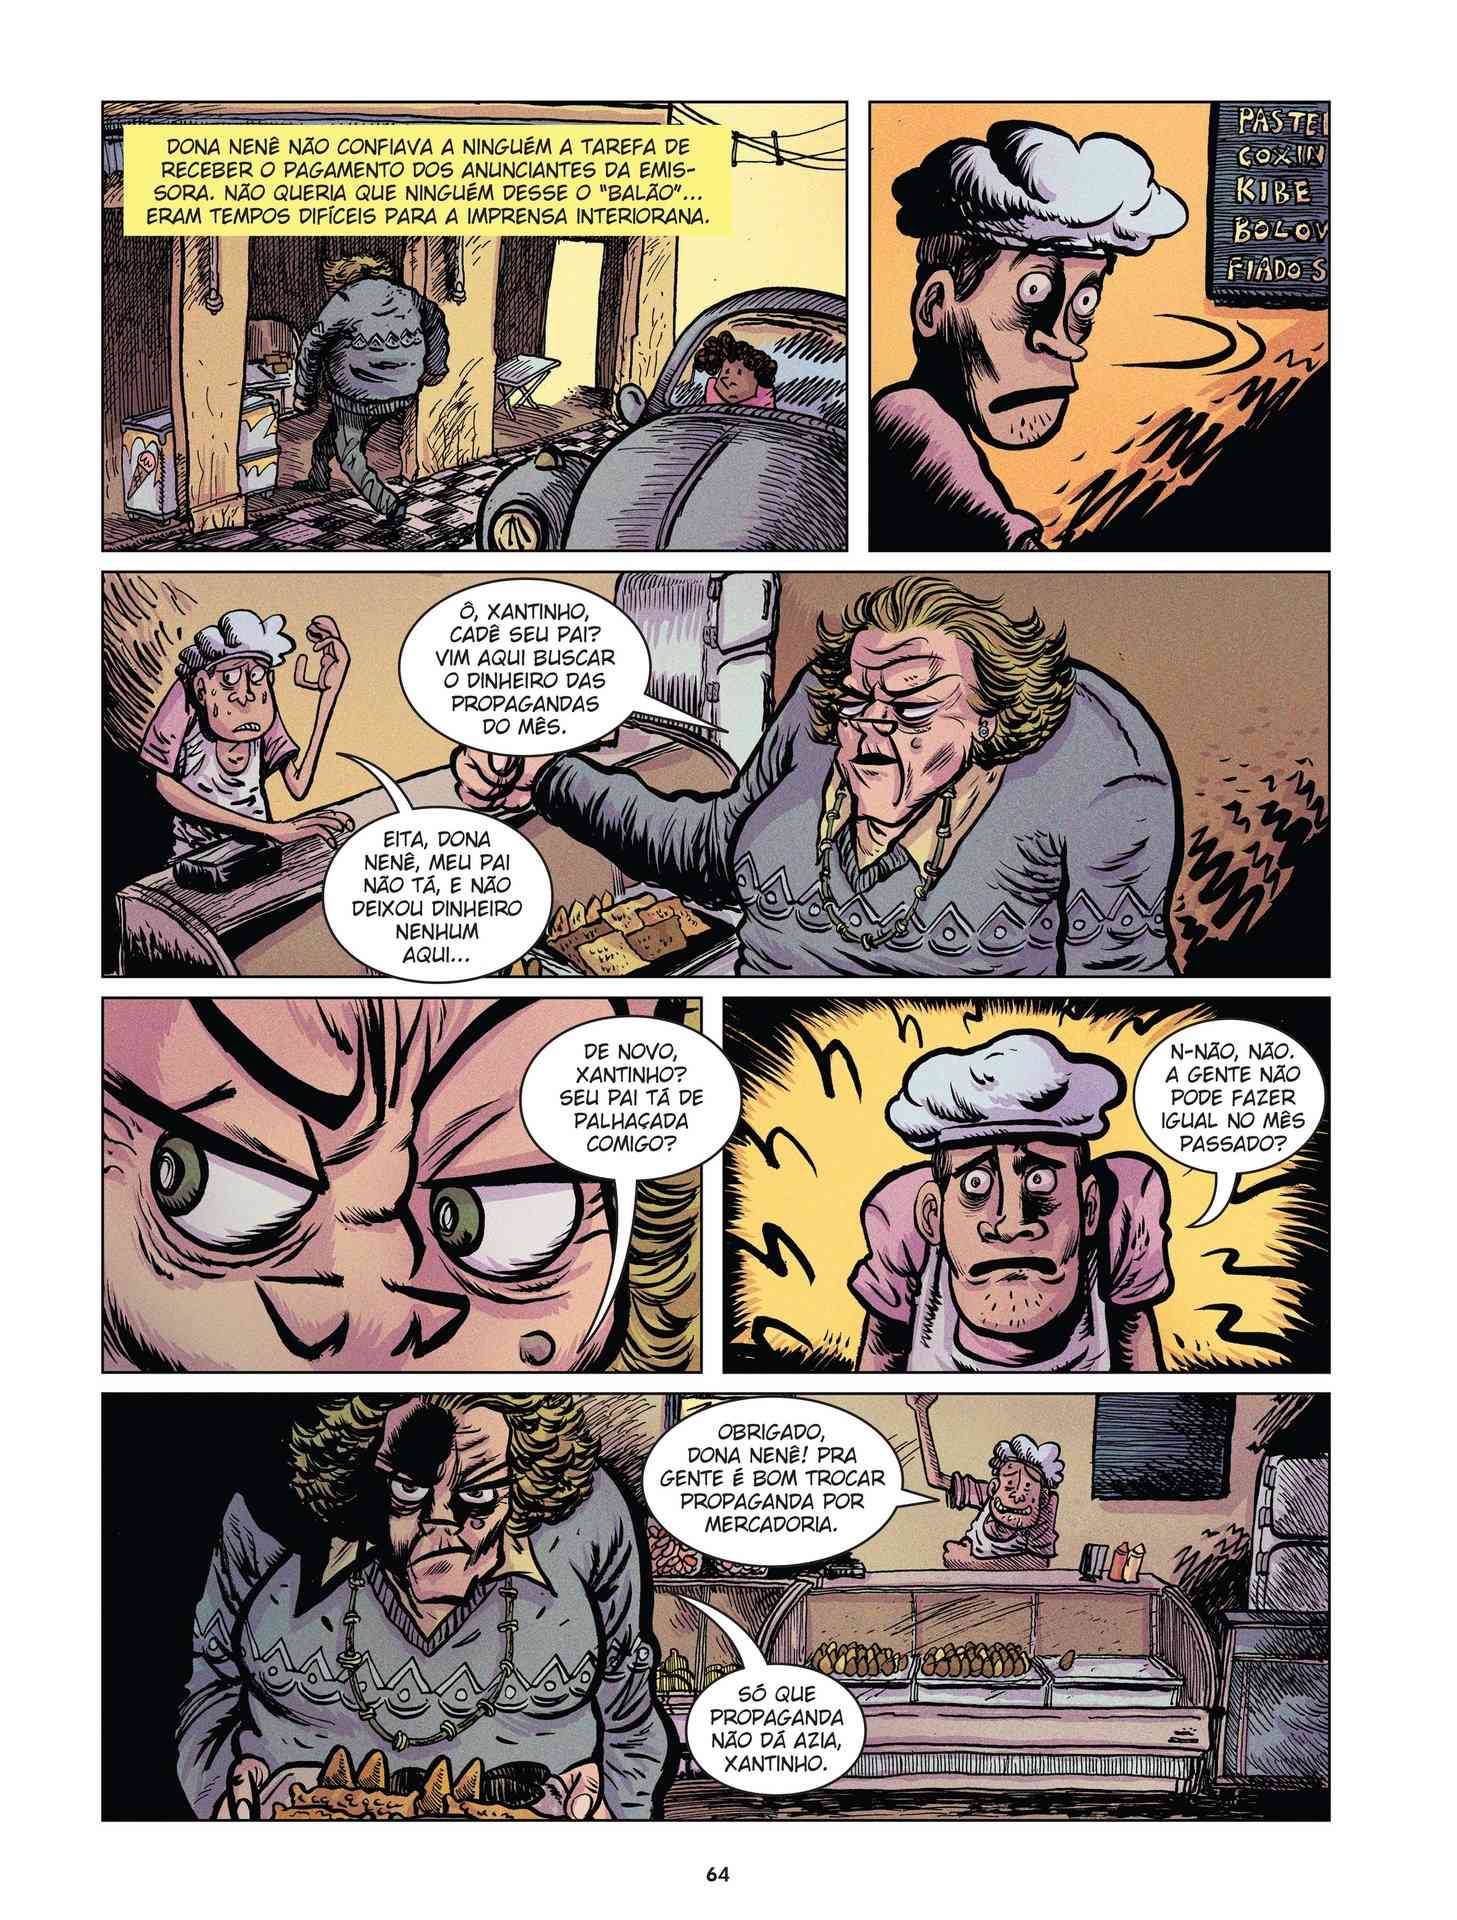 DONA NENÊ NÃO CONFIAVA A NINGUÉM A TAREFA DE
RECEBER O PAGAMENTO DOS ANUNCIANTES DA EMIS-
SORA. NÃO QUERIA QUE NINGUÉM DESSE O "BALÃO"...
ERAM TEMPOS DIFÍCEIS PARA A IMPRENSA INTERIORANA.
PASTEI
COXIN
KIBE
BOLOV
FIADO S
Ô, XANTINHO,
CADÊ SEU PAI?
VIM AQUI BUSCAR
O DINHEIRO DAS
PROPAGANDAS
DO MÊS.
EITA, DONA
NENÊ, MEU PAI
NÃO TÁ, E NÃO
DEIXOU DINHEIRO
NENHUM
AQUI...
DE NOVO,
XANTINHO?
SEU PAI TÁ DE
PALHAÇADA
COMIGO?
N-NÃO, NÃO.
A GENTE NÃO
PODE FAZER
IGUAL NO MÊS
PASSADO?
OBRIGADO,
DONA NENÊ! PRA
GENTE É BOM TROCAR
PROPAGANDA POR
MERCADORIA.
SÓ QUE
PROPAGANDA
NÃO DÁ AZIA,
XANTINHO.
64